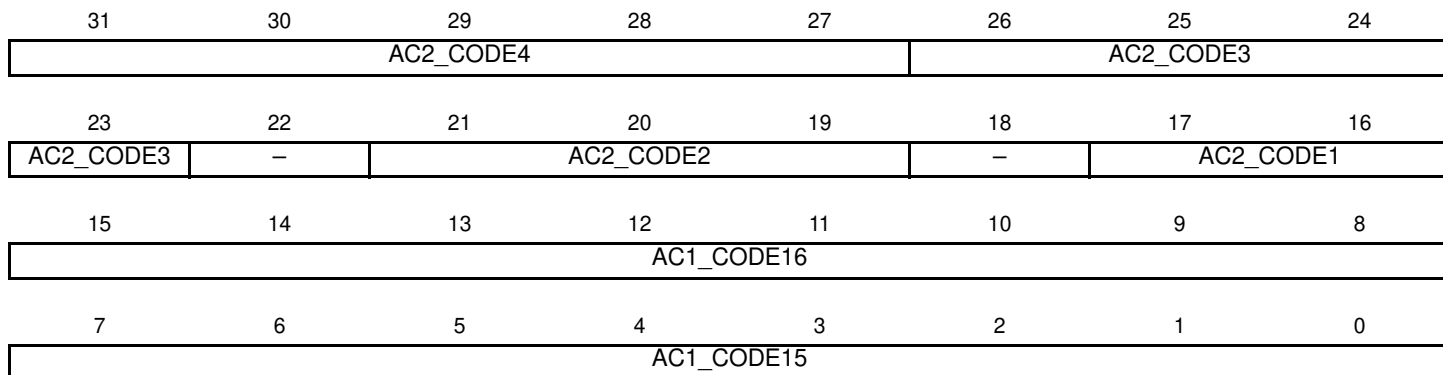 31 30 29 28 27 26 25 24
AC2_CODE4 AC2_CODE3
23 22 21 20 19 18 17 16
AC2_CODE3 – AC2_CODE2 – AC2_CODE1
15 14 13 12 11 10 9 8
AC1_CODE16
7 6 5 4 3 2 1 0
AC1_CODE15